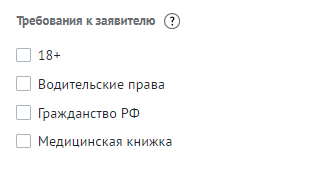 Требования к заявителю ?
18+
Водительские права
Гражданство РФ
Медицинская книжка